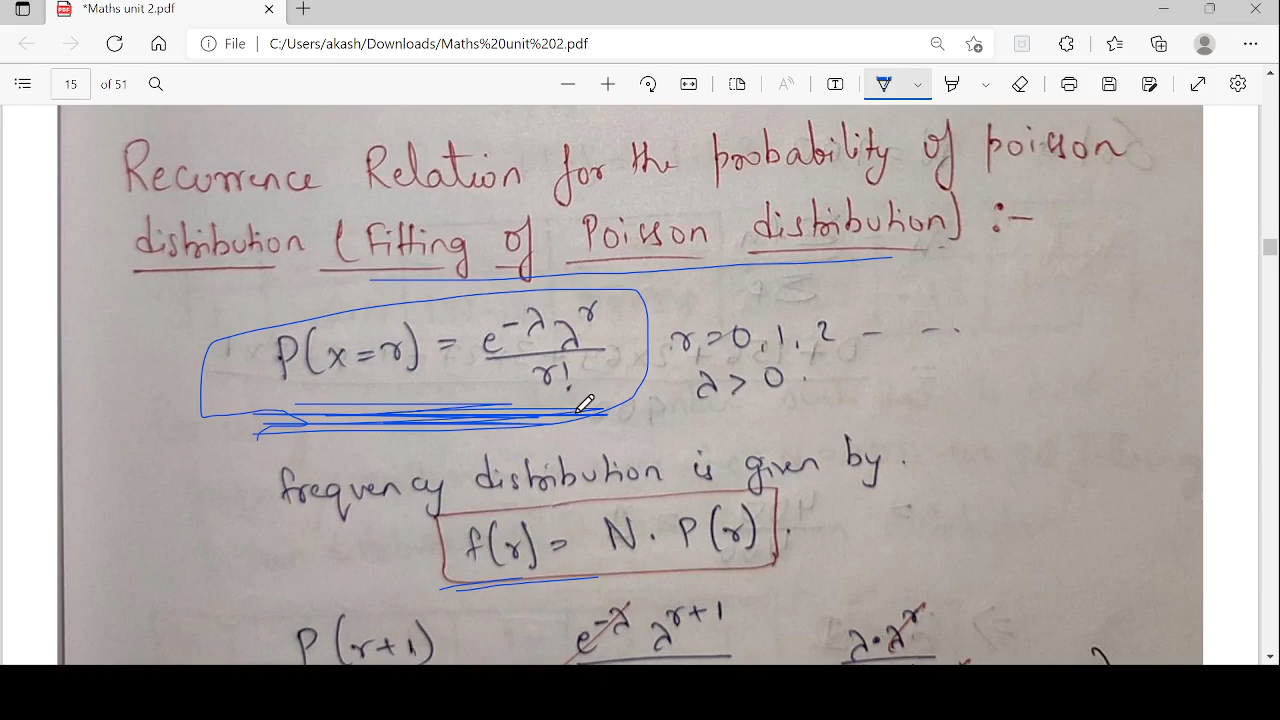 *Maths unit 2.pdf
File C:/Users/akash/Downloads/Maths%20unit%202.pdf
15 of 51
Recurrence Relation for the probability of poisson
distribution (Fitting of Poisson distribution) :-
P(x=r) = e^{-λ} λ^r / r! r=0,1,2 - - .
λ > 0.
frequency distribution is given by.
f(r) = N. P(r).
P(r+1) e^{-λ} λ^{r+1} λ·λ^r